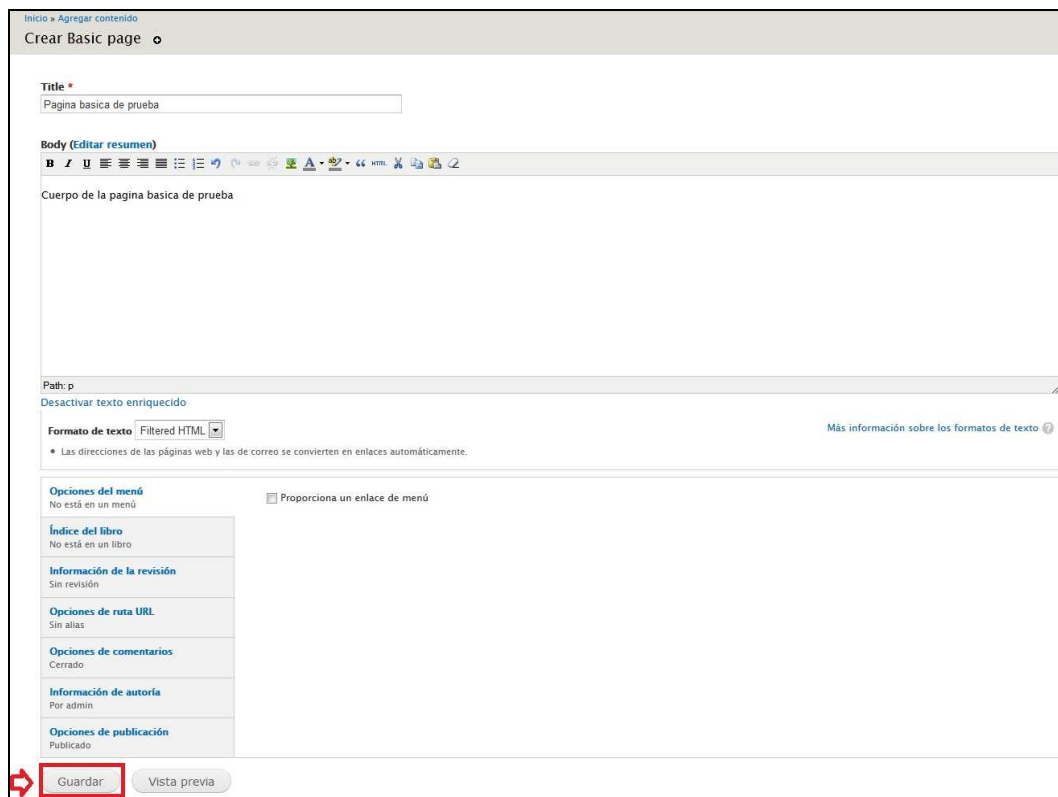 Inicio » Agregar contenido
Crear Basic page
Title *
Pagina basica de prueba
Body (Editar resumen)
B I U A ab HTML
Cuerpo de la pagina basica de prueba
Path: p
Desactivar texto enriquecido
Formato de texto Filtered HTML
Más información sobre los formatos de texto ?
• Las direcciones de las páginas web y las de correo se convierten en enlaces automáticamente.
Opciones del menú
No está en un menú
Proporciona un enlace de menú
Índice del libro
No está en un libro
Información de la revisión
Sin revisión
Opciones de ruta URL
Sin alias
Opciones de comentarios
Cerrado
Información de autoría
Por admin
Opciones de publicación
Publicado
Guardar Vista previa